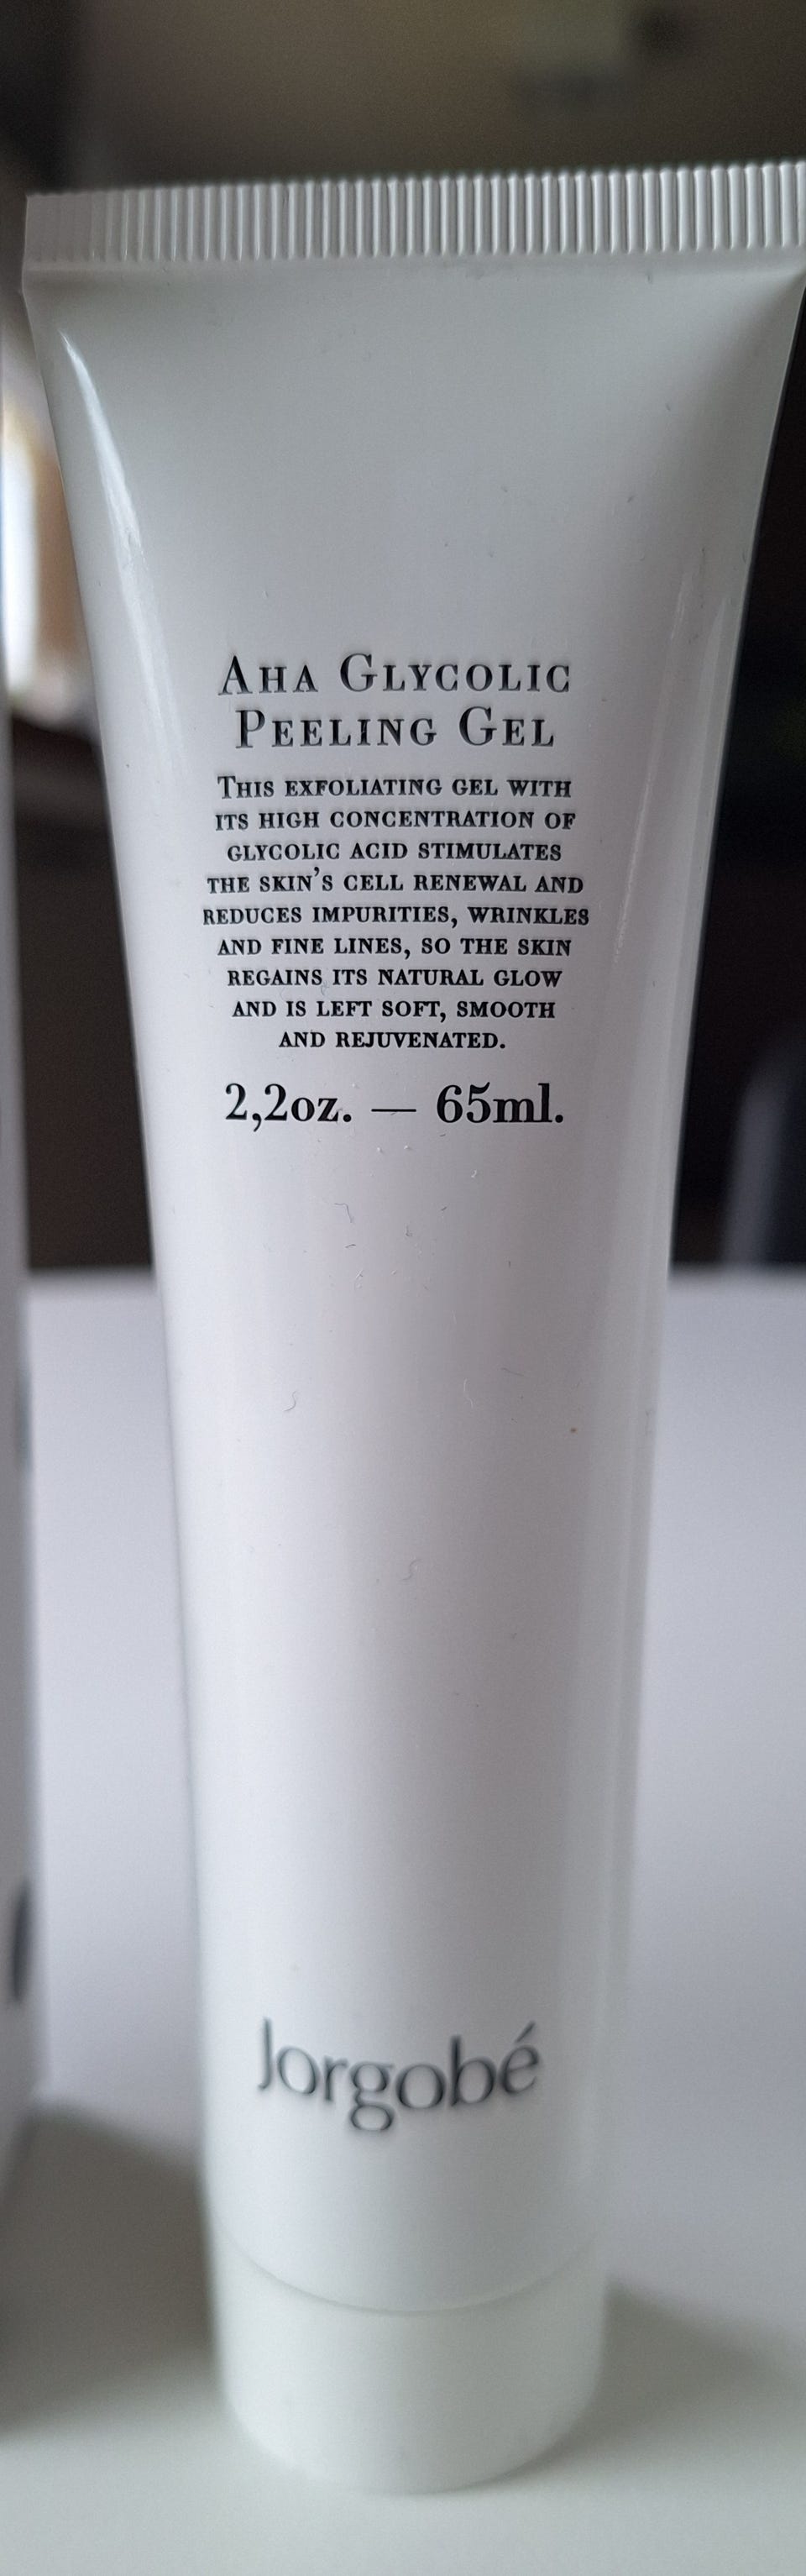 AHA GLYCOLIC
PEELING GEL
THIS EXFOLIATING GEL WITH
ITS HIGH CONCENTRATION OF
GLYCOLIC ACID STIMULATES
THE SKIN'S CELL RENEWAL AND
REDUCES IMPURITIES, WRINKLES
AND FINE LINES, SO THE SKIN
REGAINS ITS NATURAL GLOW
AND IS LEFT SOFT, SMOOTH
AND REJUVENATED.
2,2oz. — 65ml.
Jorgobé